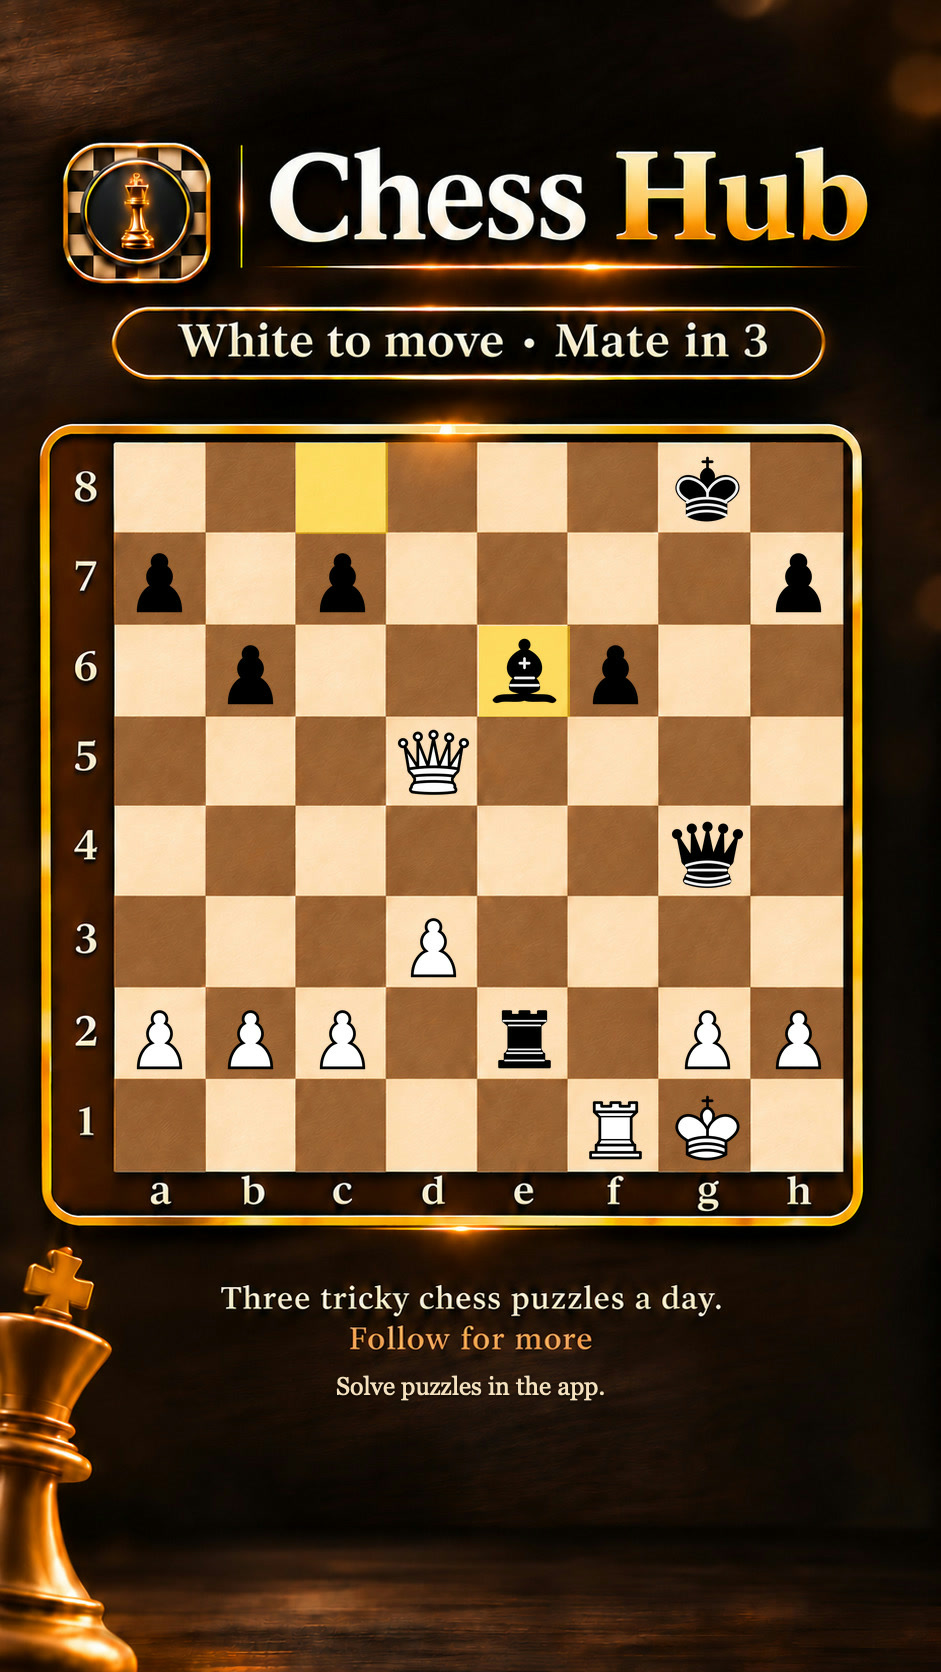 Chess Hub
White to move • Mate in 3
8
7
6
5
4
3
2
1
a b c d e f g h
Three tricky chess puzzles a day.
Follow for more
Solve puzzles in the app.